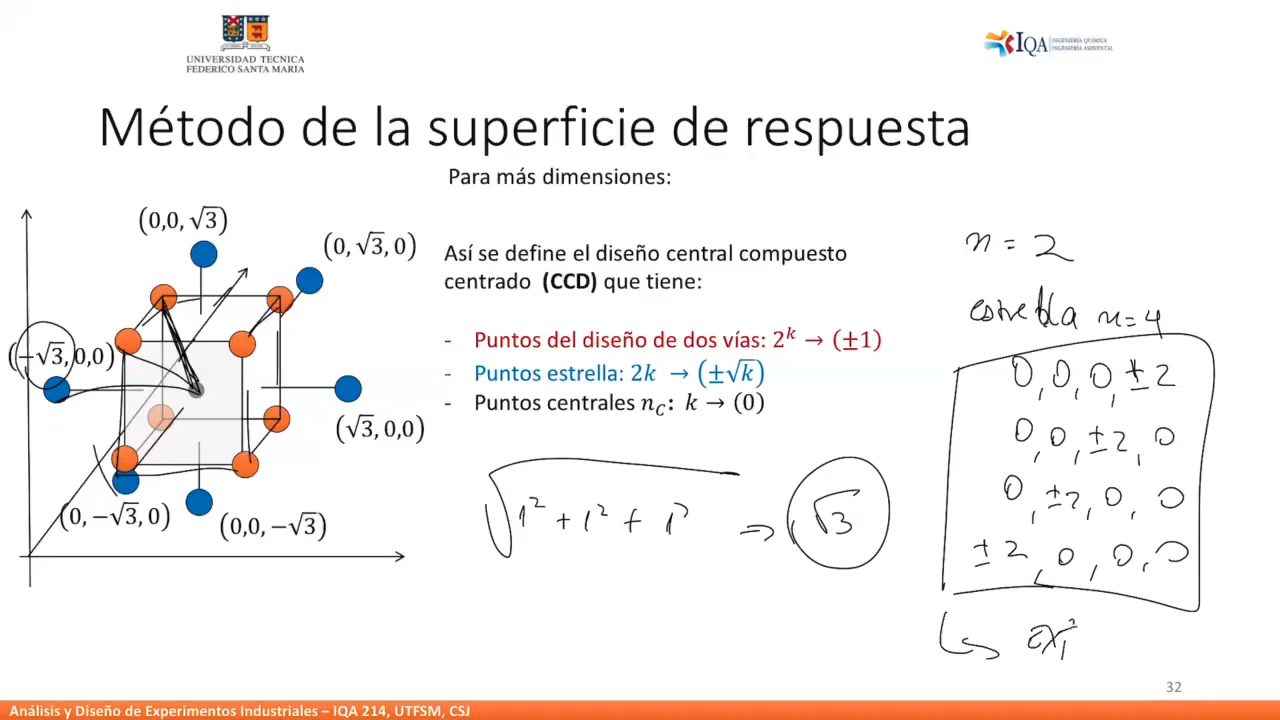 UNIVERSIDAD TECNICA
FEDERICO SANTA MARIA
IQA INGENIERÍA QUÍMICA
INGENIERÍA AMBIENTAL
Método de la superficie de respuesta
Para más dimensiones:
(0,0,√3)
(0,√3,0)
(−√3,0,0)
(√3,0,0)
(0,−√3,0)
(0,0,−√3)
Así se define el diseño central compuesto
centrado (CCD) que tiene:
- Puntos del diseño de dos vías: 2^k → (±1)
- Puntos estrella: 2k → (±√k)
- Puntos centrales n_C: k → (0)
√1² + 1² + 1² ⇒ √3
n = 2
estrella n=4
0, 0, 0, ±2
0, 0, ±2, 0
0, ±2, 0, 0
±2, 0, 0, 0
32
Análisis y Diseño de Experimentos Industriales – IQA 214, UTFSM, CSJ